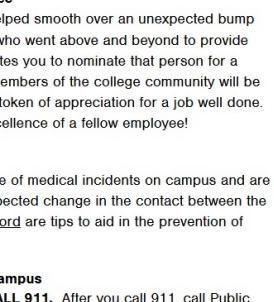 elped smooth over an unexpected bump
who went above and beyond to provide
tes you to nominate that person for a
embers of the college community will be
token of appreciation for a job well done.
cellence of a fellow employee!
e of medical incidents on campus and are
pected change in the contact between the
ord are tips to aid in the prevention of
ampus
ALL 911. After you call 911, call Public